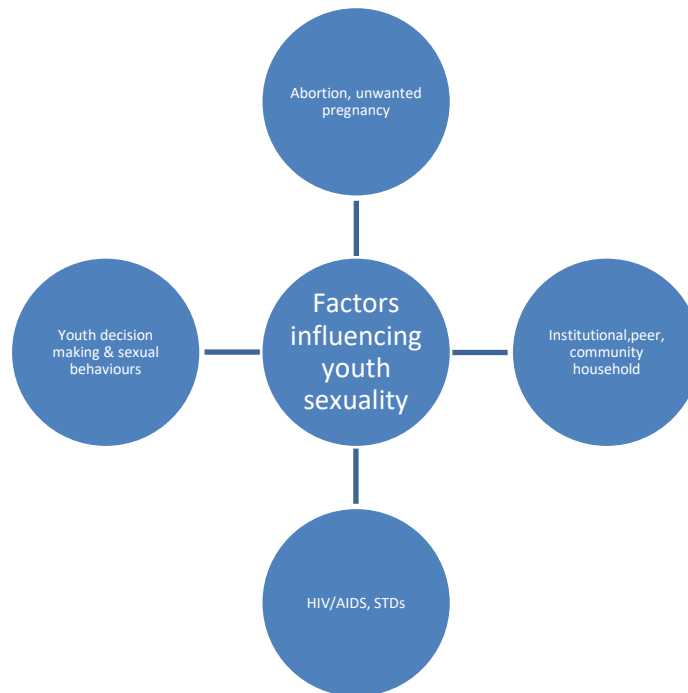 Abortion, unwanted
pregnancy
Factors
influencing
youth
sexuality
Youth decision
making & sexual
behaviours
Institutional,peer,
community
household
HIV/AIDS, STDs